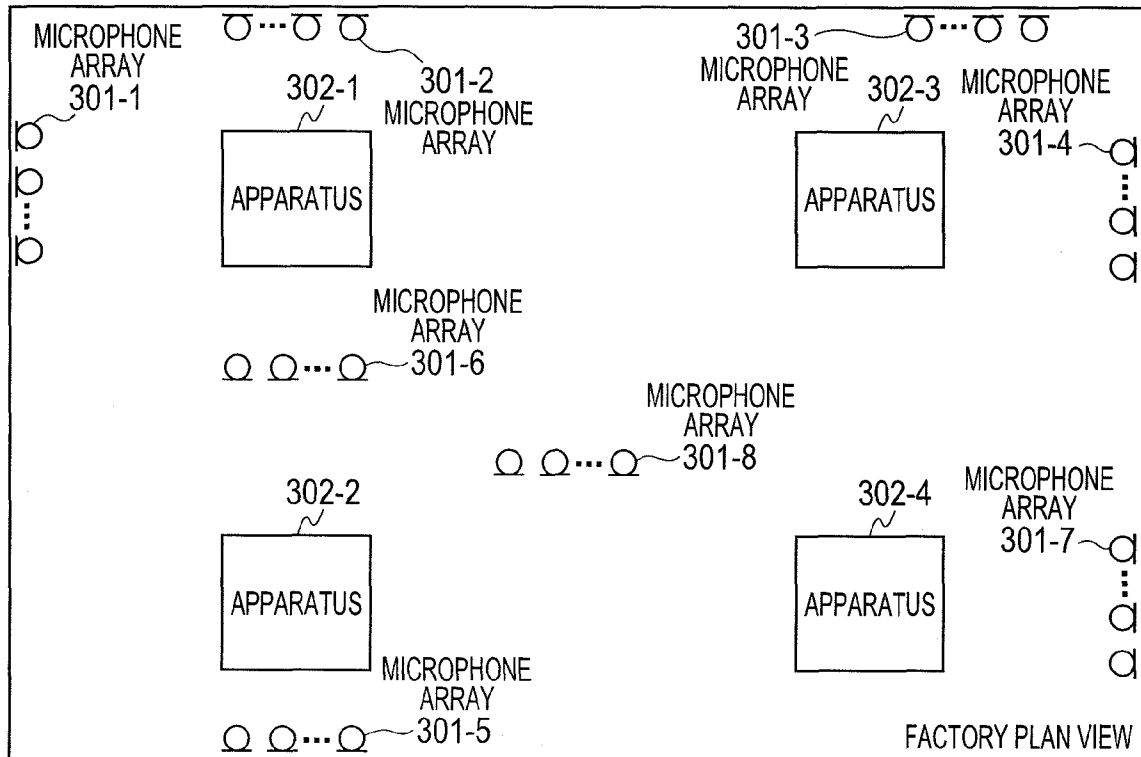 MICROPHONE
ARRAY
301-1
301-2
MICROPHONE
ARRAY
302-1
APPARATUS
301-3
MICROPHONE
ARRAY
302-3
APPARATUS
MICROPHONE
ARRAY
301-4
MICROPHONE
ARRAY
301-6
MICROPHONE
ARRAY
301-8
302-2
APPARATUS
302-4
APPARATUS
MICROPHONE
ARRAY
301-7
MICROPHONE
ARRAY
301-5
FACTORY PLAN VIEW